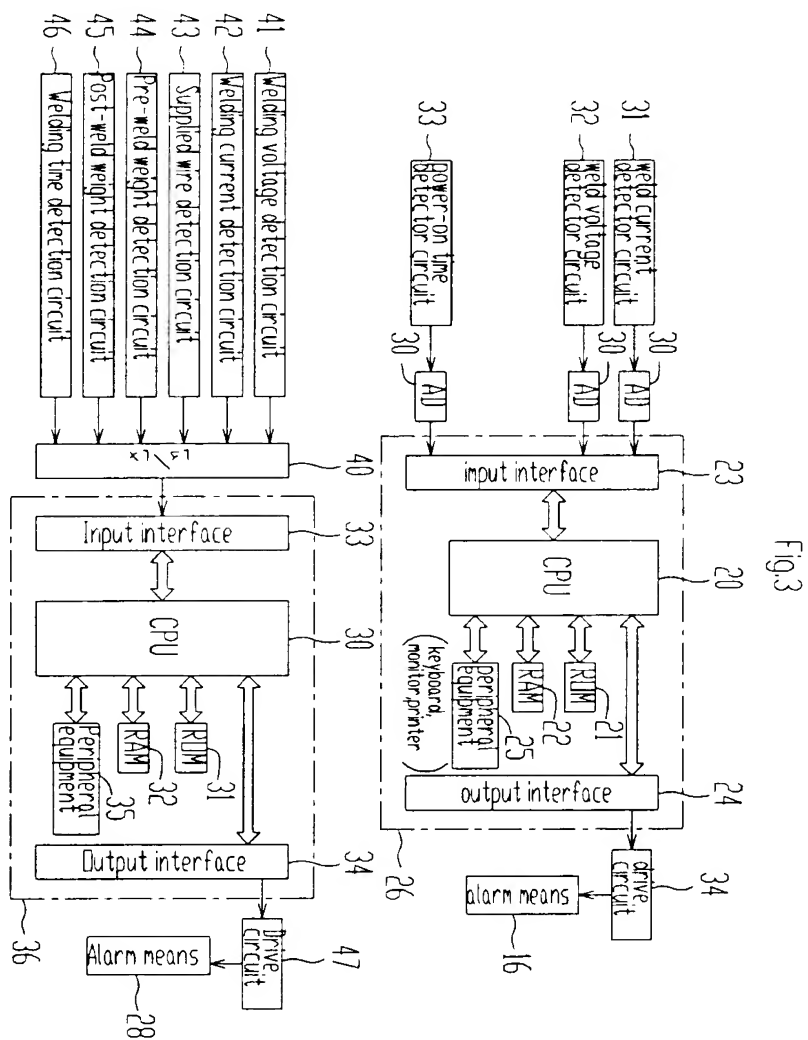 Fig.3
31
weld current
detector circuit
32
weld voltage
detector circuit
33
power-on time
detector circuit
30
AD
30
AD
30
AD
imput interface
23
CPU
20
ROM
21
RAM
22
peripheral
equipment
25
(keyboard,
monitor,printer)
output interface
24
26
drive
circuit
34
alarm means
16
41
Welding voltage detection circuit
42
Welding current detection circuit
43
Supplied wire detection circuit
44
Pre-weld weight detection circuit
45
Post-weld weight detection circuit
46
Welding time detection circuit
40
Input interface
33
CPU
30
ROM
31
RAM
32
Peripheral
equipment
35
Output interface
34
36
Drive
circuit
47
Alarm means
28